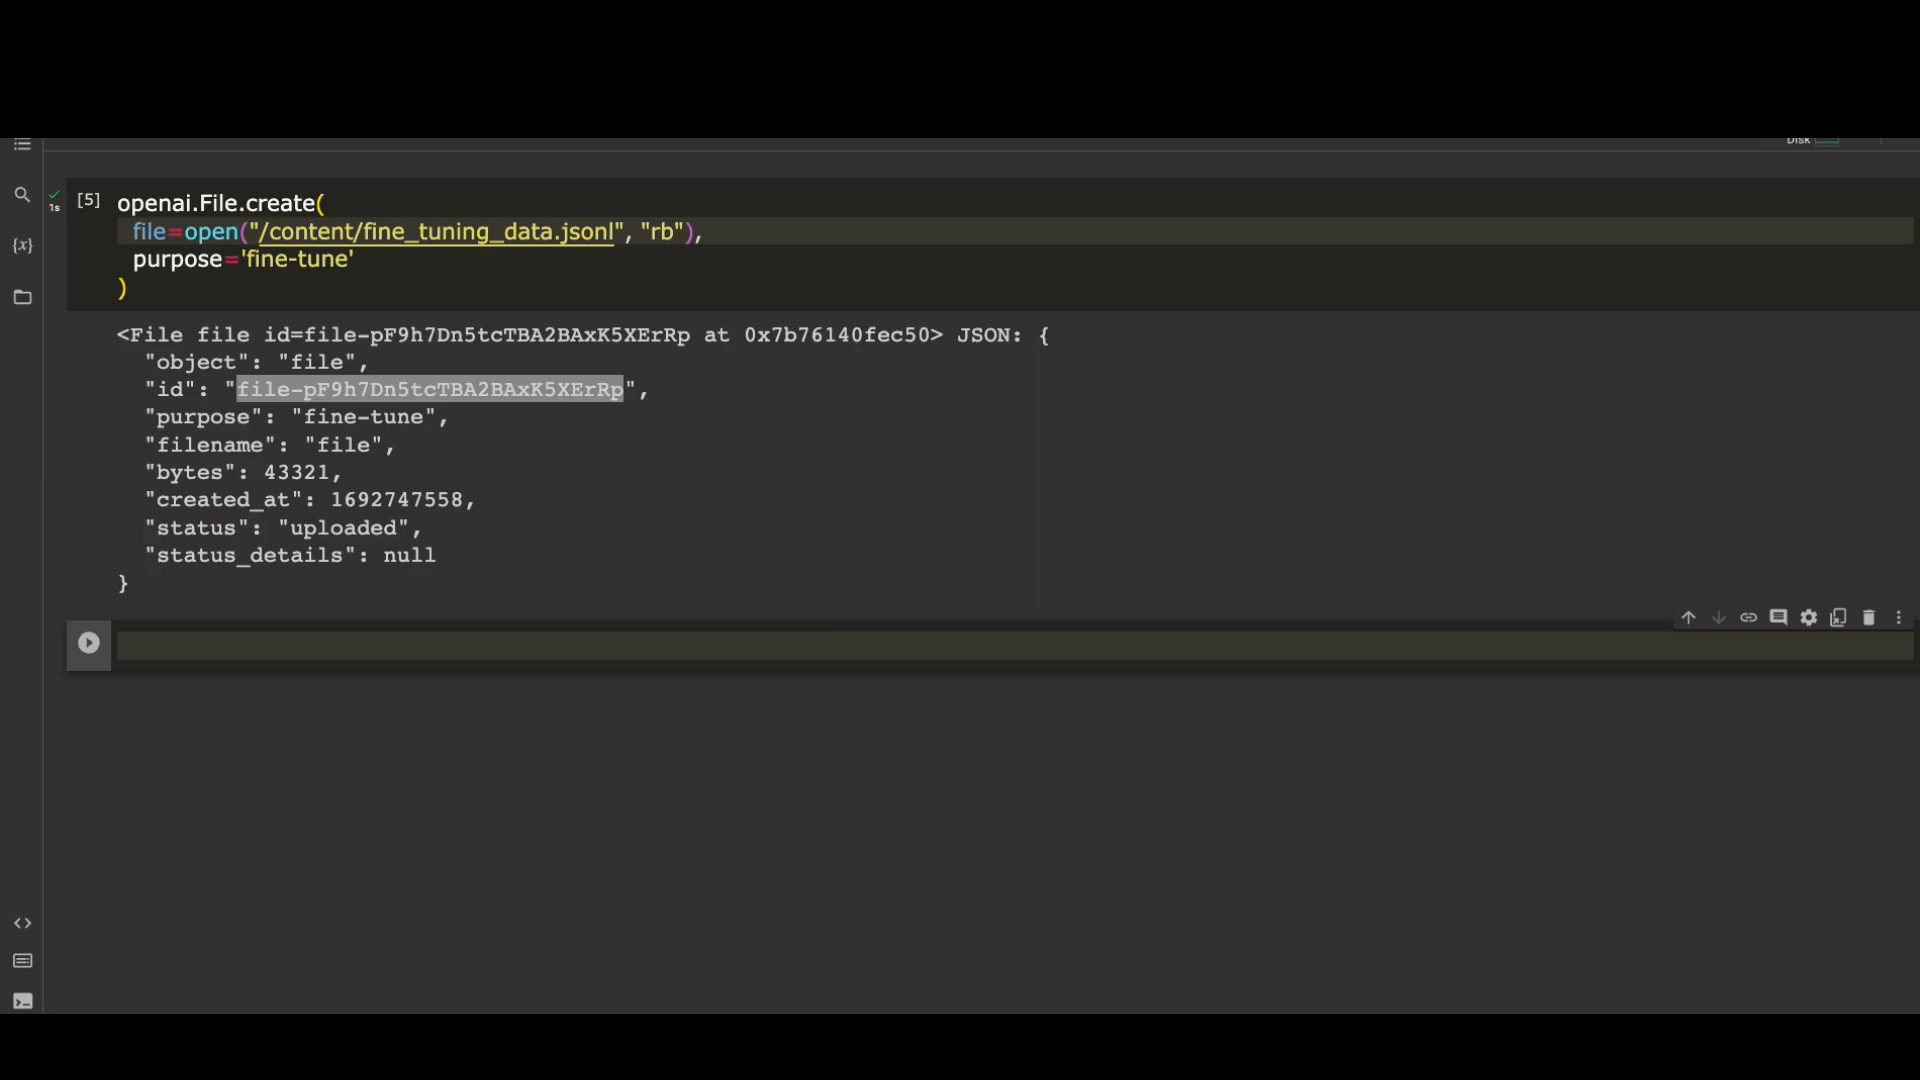 Disk
[5] openai.File.create(
1s
file=open("/content/fine_tuning_data.jsonl", "rb"),
purpose='fine-tune'
)
<File file id=file-pF9h7Dn5tcTBA2BAxK5XErRp at 0x7b76140fec50> JSON: {
"object": "file",
"id": "file-pF9h7Dn5tcTBA2BAxK5XErRp",
"purpose": "fine-tune",
"filename": "file",
"bytes": 43321,
"created_at": 1692747558,
"status": "uploaded",
"status_details": null
}